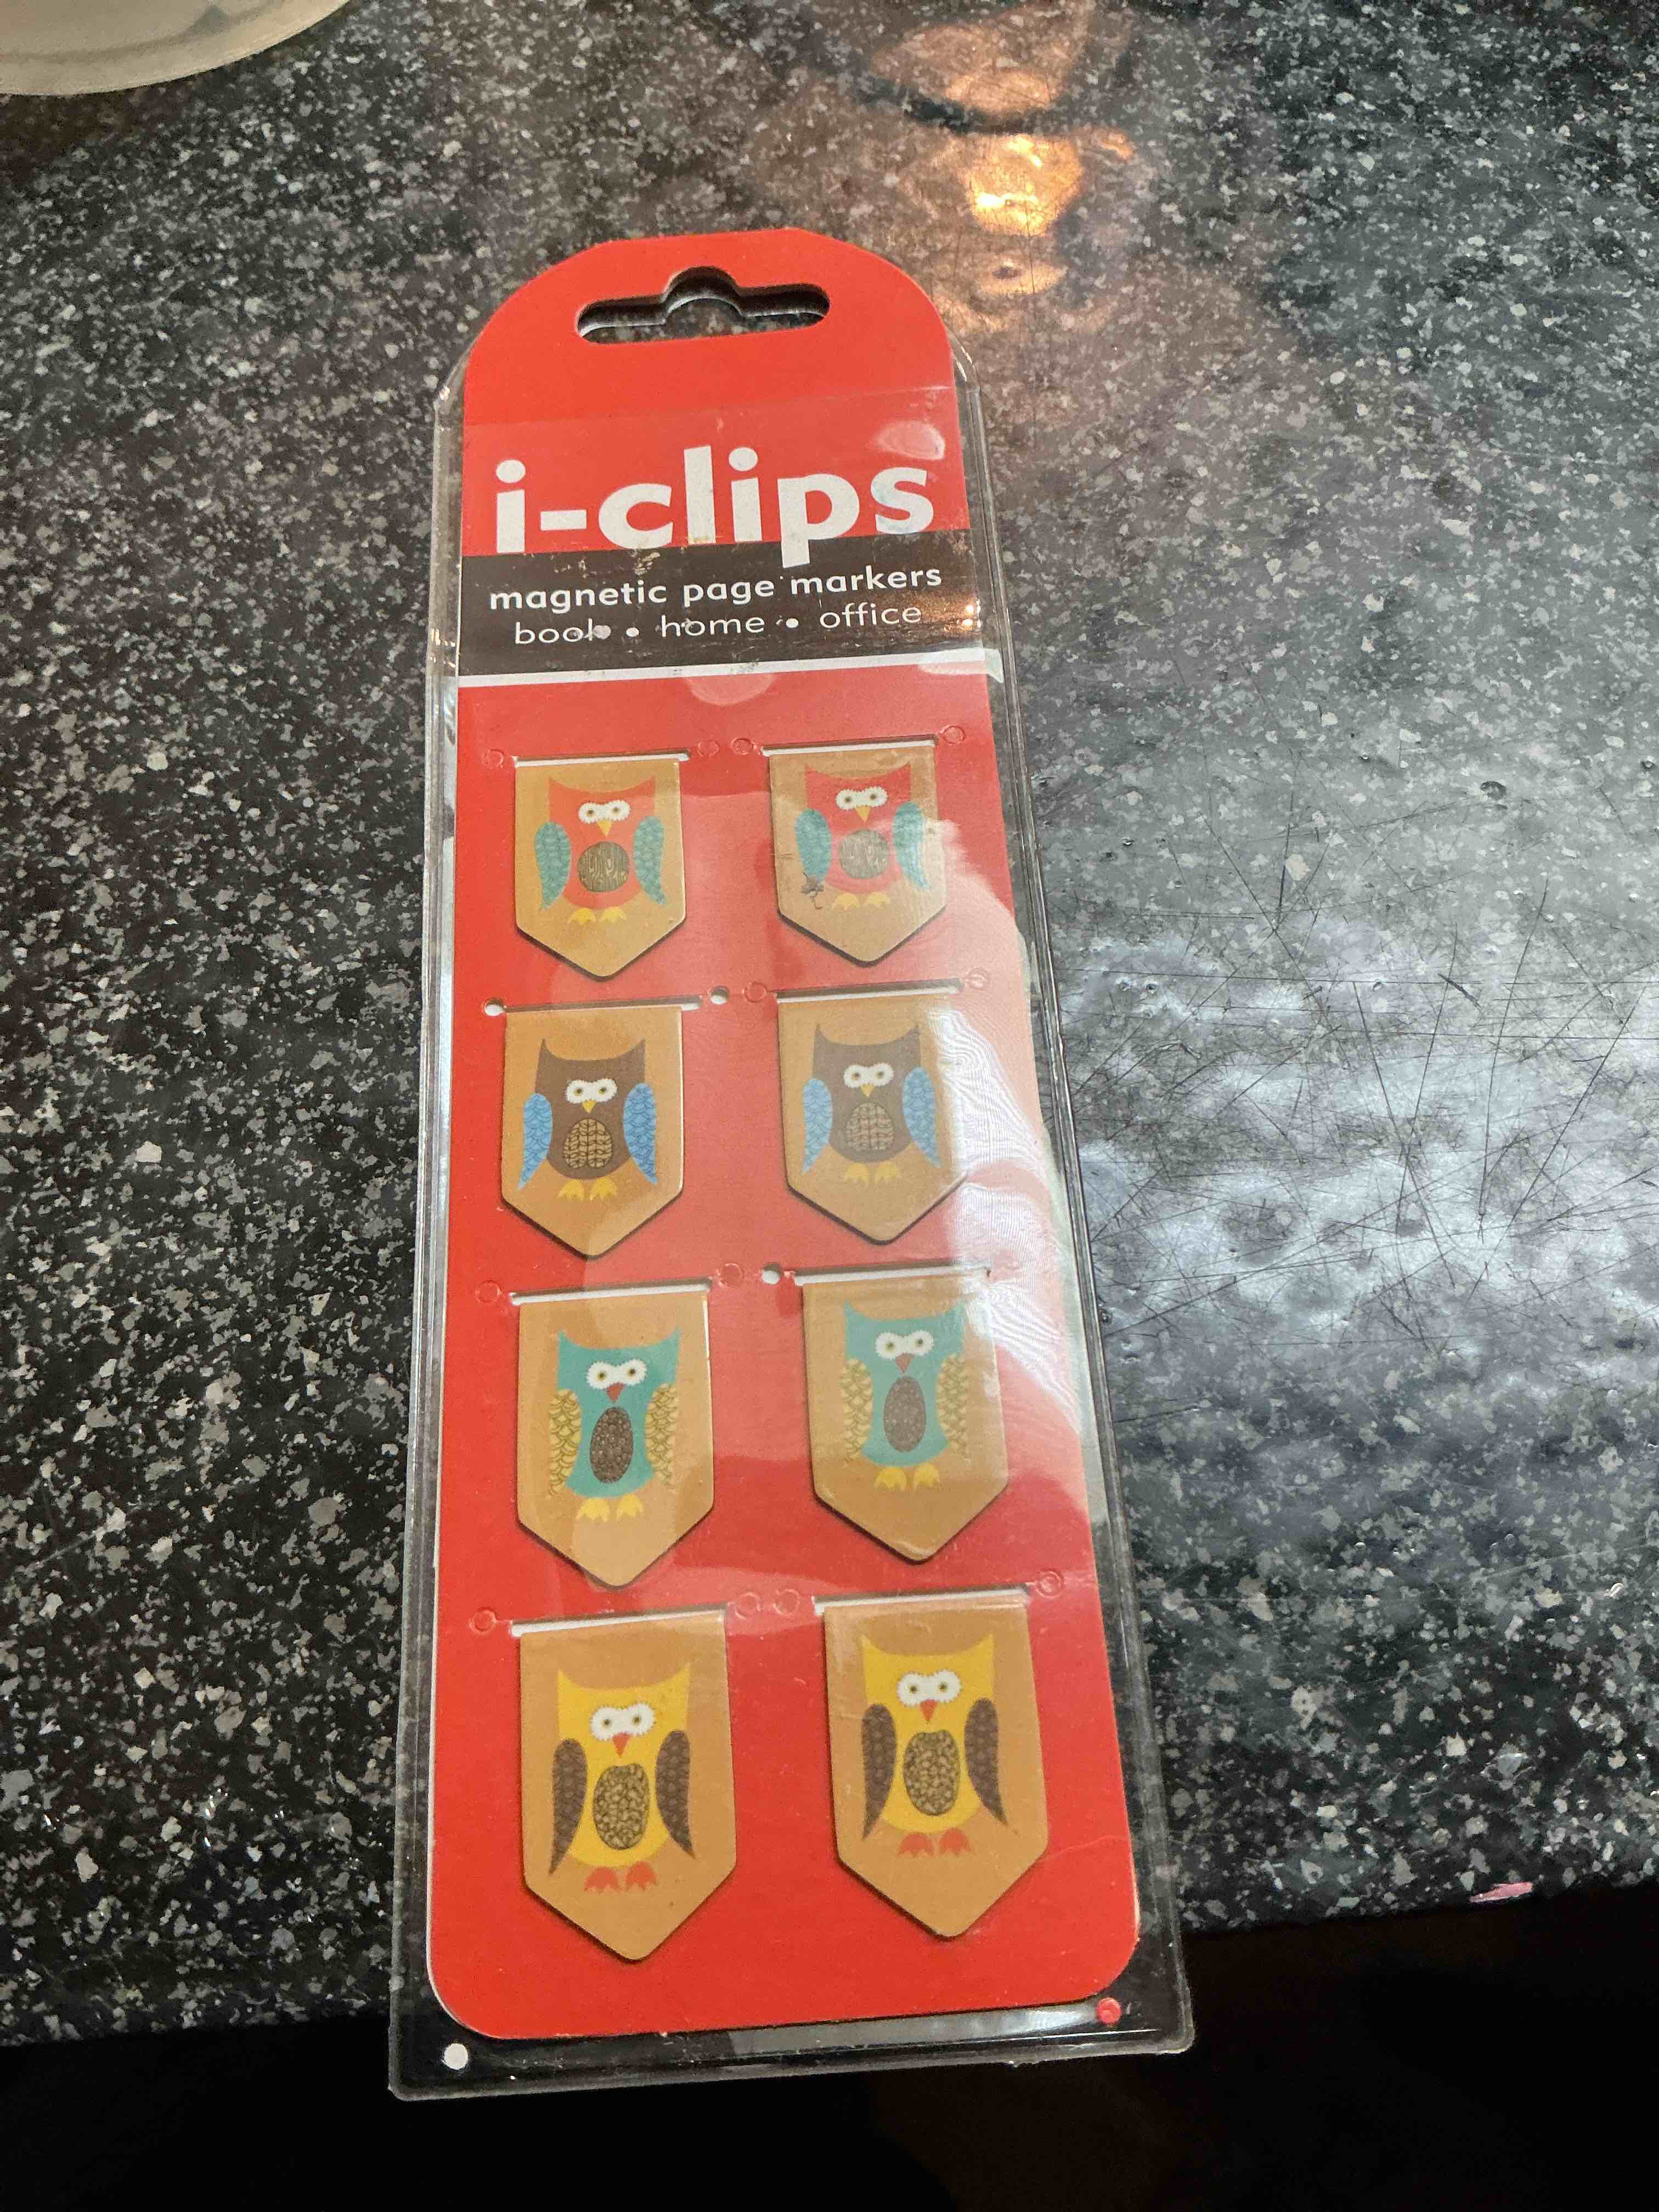 i-clips
magnetic page markers
book • home • office